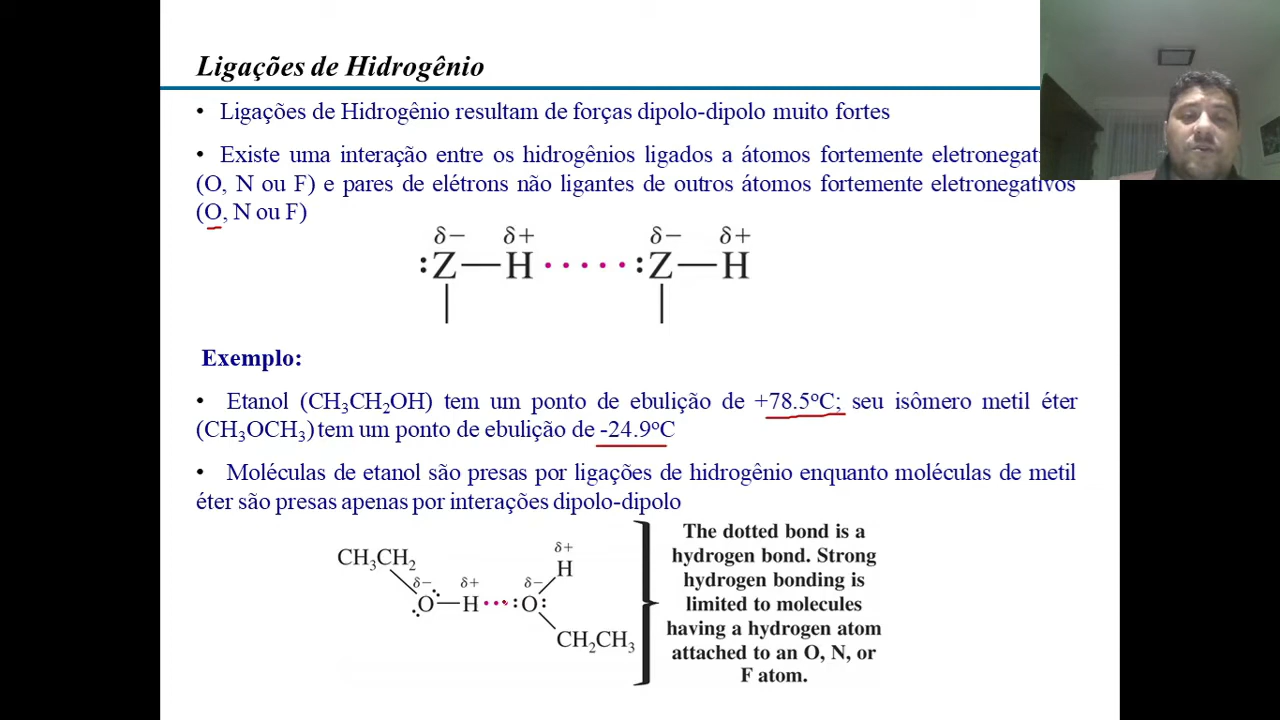 Ligações de Hidrogênio
• Ligações de Hidrogênio resultam de forças dipolo-dipolo muito fortes
• Existe uma interação entre os hidrogênios ligados a átomos fortemente
(O, N ou F) e pares de elétrons não ligantes de outros átomos fortemente eletronegativos
(O, N ou F)
δ− δ+ δ− δ+
:Z—H·····:Z—H
Exemplo:
• Etanol (CH₃CH₂OH) tem um ponto de ebulição de +78.5°C; seu isômero metil éter
(CH₃OCH₃) tem um ponto de ebulição de -24.9°C
• Moléculas de etanol são presas por ligações de hidrogênio enquanto moléculas de metil
éter são presas apenas por interações dipolo-dipolo
δ+
CH₃CH₂ H
δ− δ+ δ−
O—H····:O:
CH₂CH₃
The dotted bond is a
hydrogen bond. Strong
hydrogen bonding is
limited to molecules
having a hydrogen atom
attached to an O, N, or
F atom.